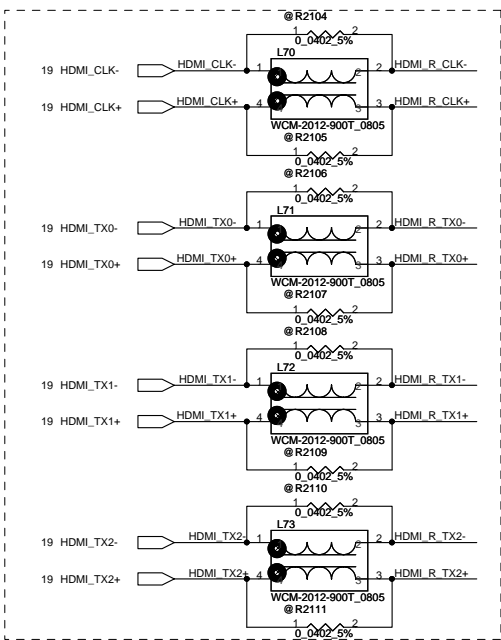 @ R2104
1 2
0_0402_5%
L70
19 HDMI_CLK- HDMI_CLK- 1 2 2 HDMI_R_CLK-
19 HDMI_CLK+ HDMI_CLK+ 4 3 3 HDMI_R_CLK+
WCM-2012-900T_0805
@ R2105
1 2
0_0402_5%
@ R2106
1 2
0_0402_5%
L71
19 HDMI_TX0- HDMI_TX0- 1 2 2 HDMI_R_TX0-
19 HDMI_TX0+ HDMI_TX0+ 4 3 3 HDMI_R_TX0+
WCM-2012-900T_0805
@ R2107
1 2
0_0402_5%
@ R2108
1 2
0_0402_5%
L72
19 HDMI_TX1- HDMI_TX1- 1 2 2 HDMI_R_TX1-
19 HDMI_TX1+ HDMI_TX1+ 4 3 3 HDMI_R_TX1+
WCM-2012-900T_0805
@ R2109
1 2
0_0402_5%
@ R2110
1 2
0_0402_5%
L73
19 HDMI_TX2- HDMI_TX2- 1 2 2 HDMI_R_TX2-
19 HDMI_TX2+ HDMI_TX2+ 4 3 3 HDMI_R_TX2+
WCM-2012-900T_0805
@ R2111
1 2
0_0402_5%